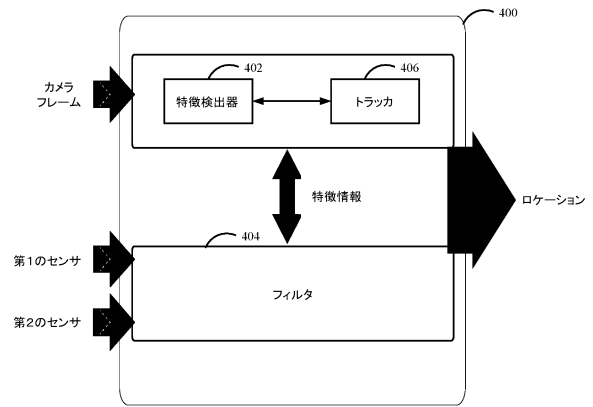 400
402
406
カメラ
フレーム
特徴検出器
トラッカ
特徴情報
ロケーション
404
第1のセンサ
フィルタ
第2のセンサ